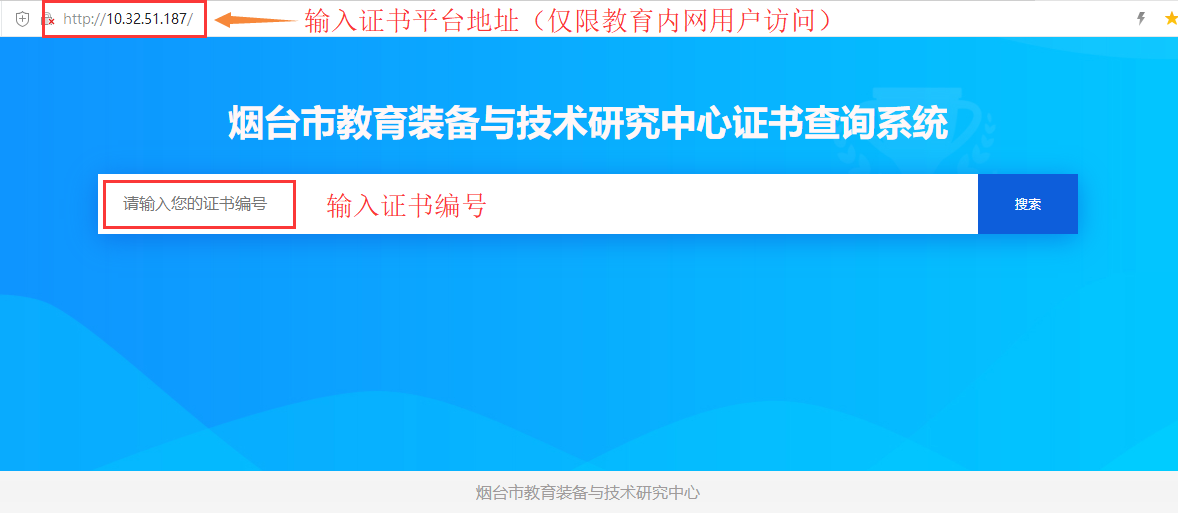 http://10.32.51.187/ 输入证书平台地址（仅限教育内网用户访问）
烟台市教育装备与技术研究中心证书查询系统
请输入您的证书编号 输入证书编号 搜索
烟台市教育装备与技术研究中心